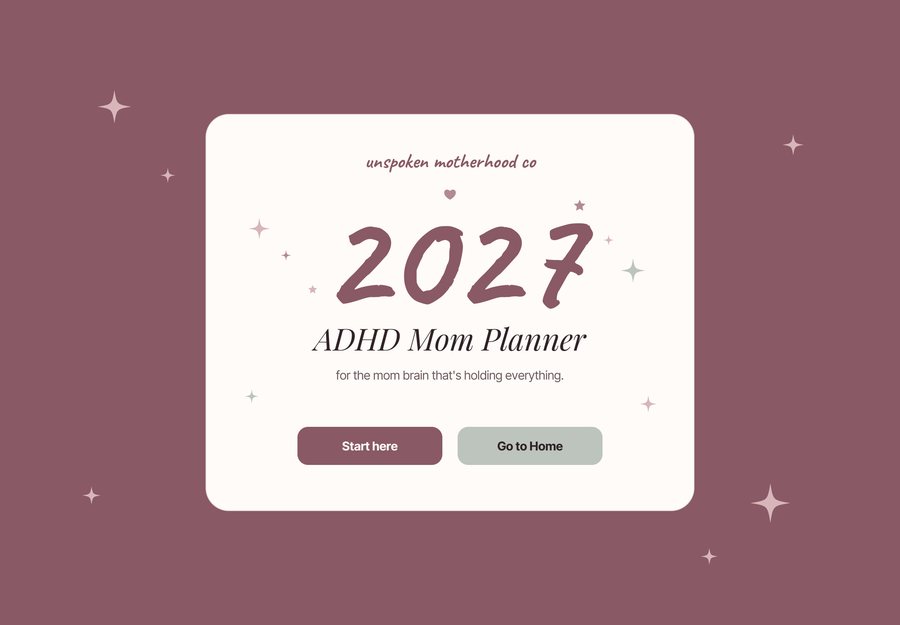 unspoken motherhood co
2027
ADHD Mom Planner
for the mom brain that's holding everything.
Start here
Go to Home